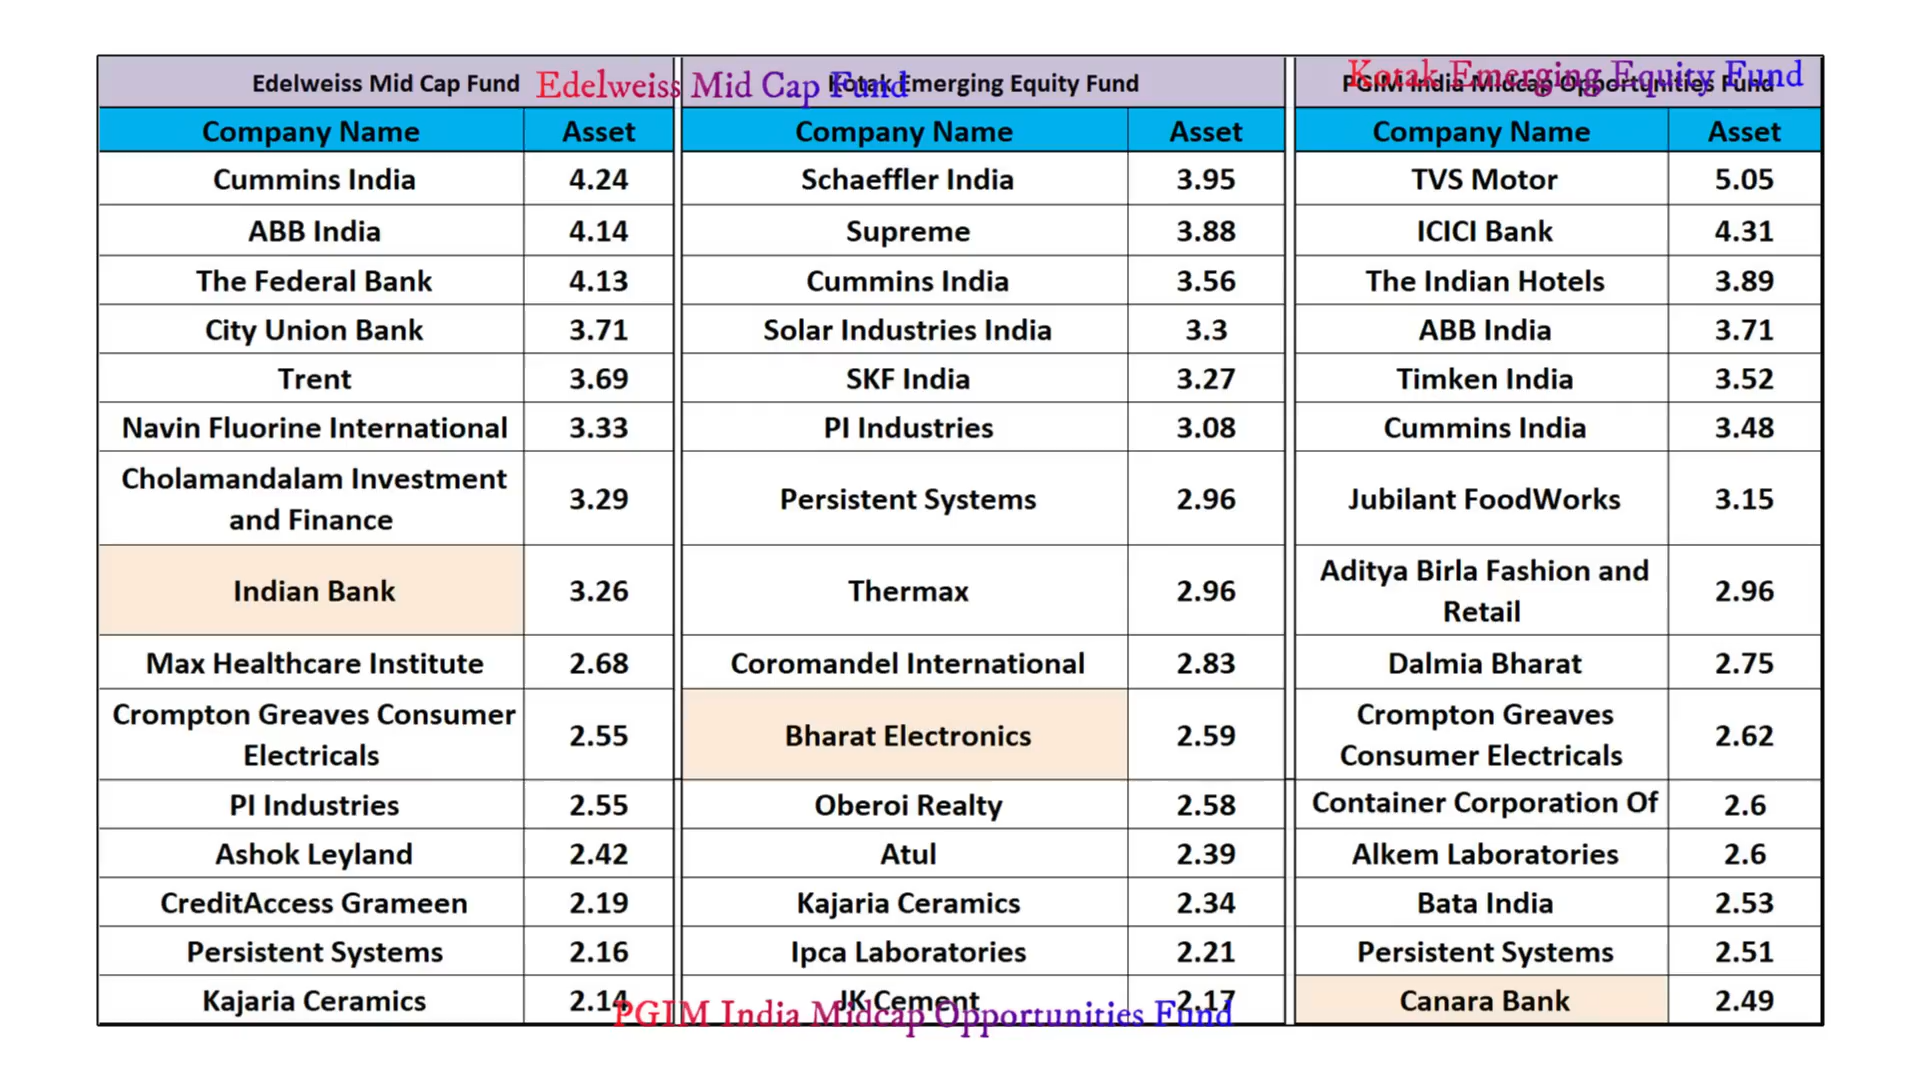 Edelweiss Mid Cap Fund
Edelweiss Mid Cap Fund
Kotak Emerging Equity Fund
Kotak Emerging Equity Fund
PGIM India Midcap Opportunities Fund
Company Name Asset Company Name Asset Company Name Asset
Cummins India 4.24 Schaeffler India 3.95 TVS Motor 5.05
ABB India 4.14 Supreme 3.88 ICICI Bank 4.31
The Federal Bank 4.13 Cummins India 3.56 The Indian Hotels 3.89
City Union Bank 3.71 Solar Industries India 3.3 ABB India 3.71
Trent 3.69 SKF India 3.27 Timken India 3.52
Navin Fluorine International 3.33 PI Industries 3.08 Cummins India 3.48
Cholamandalam Investment
and Finance 3.29 Persistent Systems 2.96 Jubilant FoodWorks 3.15
Indian Bank 3.26 Thermax 2.96 Aditya Birla Fashion and
Retail 2.96
Max Healthcare Institute 2.68 Coromandel International 2.83 Dalmia Bharat 2.75
Crompton Greaves Consumer
Electricals 2.55 Bharat Electronics 2.59 Crompton Greaves
Consumer Electricals 2.62
PI Industries 2.55 Oberoi Realty 2.58 Container Corporation Of 2.6
Ashok Leyland 2.42 Atul 2.39 Alkem Laboratories 2.6
CreditAccess Grameen 2.19 Kajaria Ceramics 2.34 Bata India 2.53
Persistent Systems 2.16 Ipca Laboratories 2.21 Persistent Systems 2.51
Kajaria Ceramics 2.14 JK Cement 2.17 Canara Bank 2.49
PGIM India Midcap Opportunities Fund